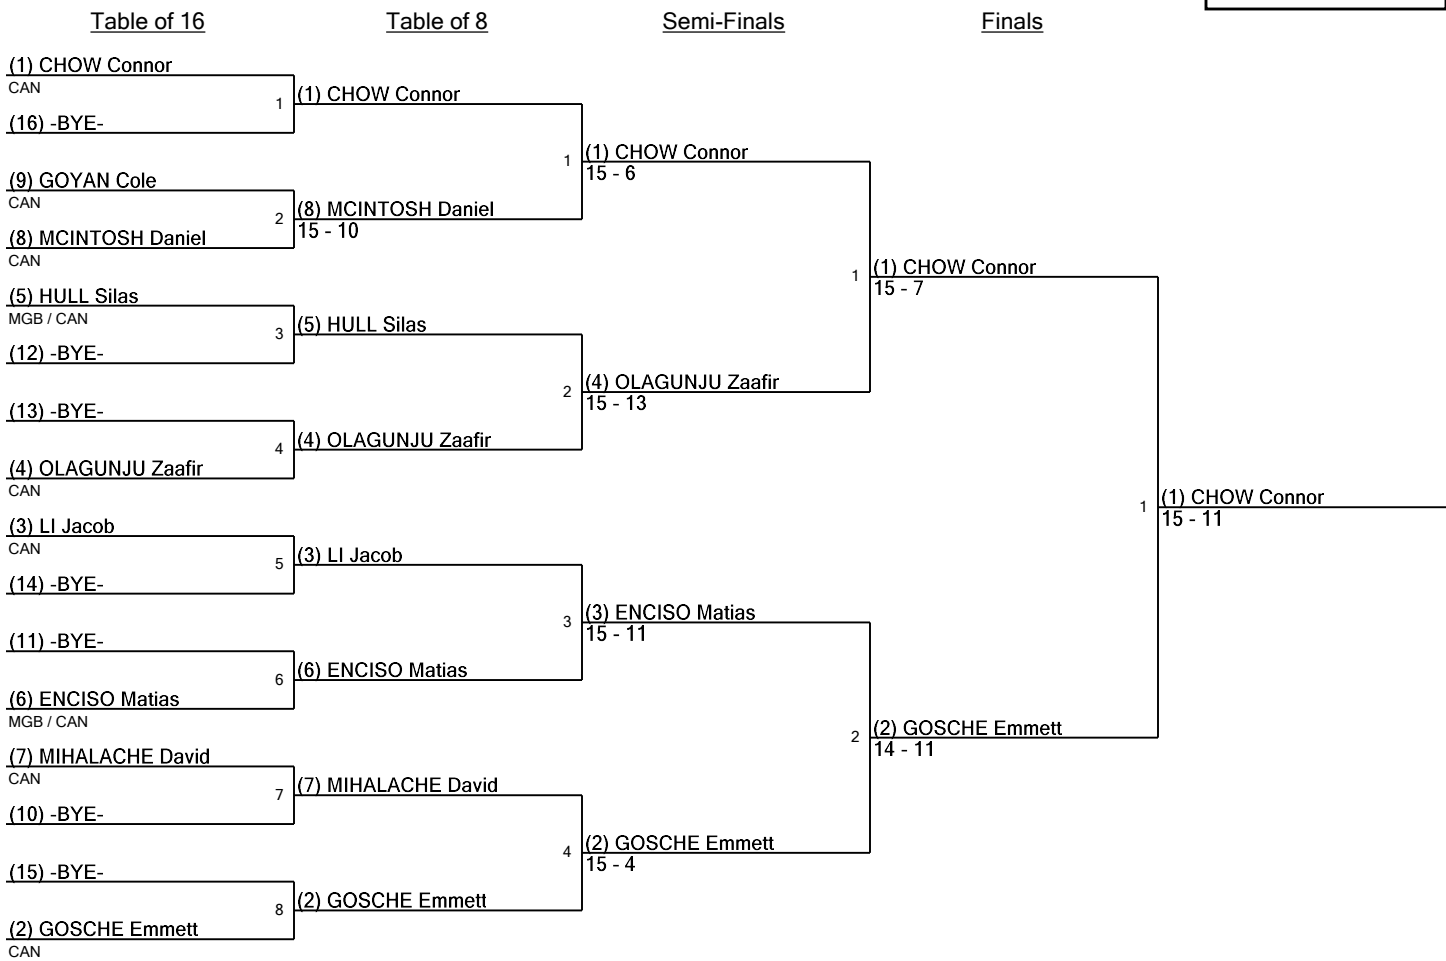 Table of 16
Table of 8
Semi-Finals
Finals
(1) CHOW Connor
CAN
1
(16) -BYE-
(9) GOYAN Cole
CAN
2
(8) MCINTOSH Daniel
CAN
(5) HULL Silas
MGB / CAN
3
(12) -BYE-
(13) -BYE-
4
(4) OLAGUNJU Zaafir
CAN
(3) LI Jacob
CAN
5
(14) -BYE-
(11) -BYE-
6
(6) ENCISO Matias
MGB / CAN
(7) MIHALACHE David
CAN
7
(10) -BYE-
(15) -BYE-
8
(2) GOSCHE Emmett
CAN
(1) CHOW Connor
1
(8) MCINTOSH Daniel
15 - 10
(5) HULL Silas
2
(4) OLAGUNJU Zaafir
(3) LI Jacob
3
(6) ENCISO Matias
(7) MIHALACHE David
4
(2) GOSCHE Emmett
(1) CHOW Connor
15 - 6
1
(4) OLAGUNJU Zaafir
15 - 13
(3) ENCISO Matias
15 - 11
2
(2) GOSCHE Emmett
15 - 4
(1) CHOW Connor
15 - 7
1
(2) GOSCHE Emmett
14 - 11
(1) CHOW Connor
15 - 11